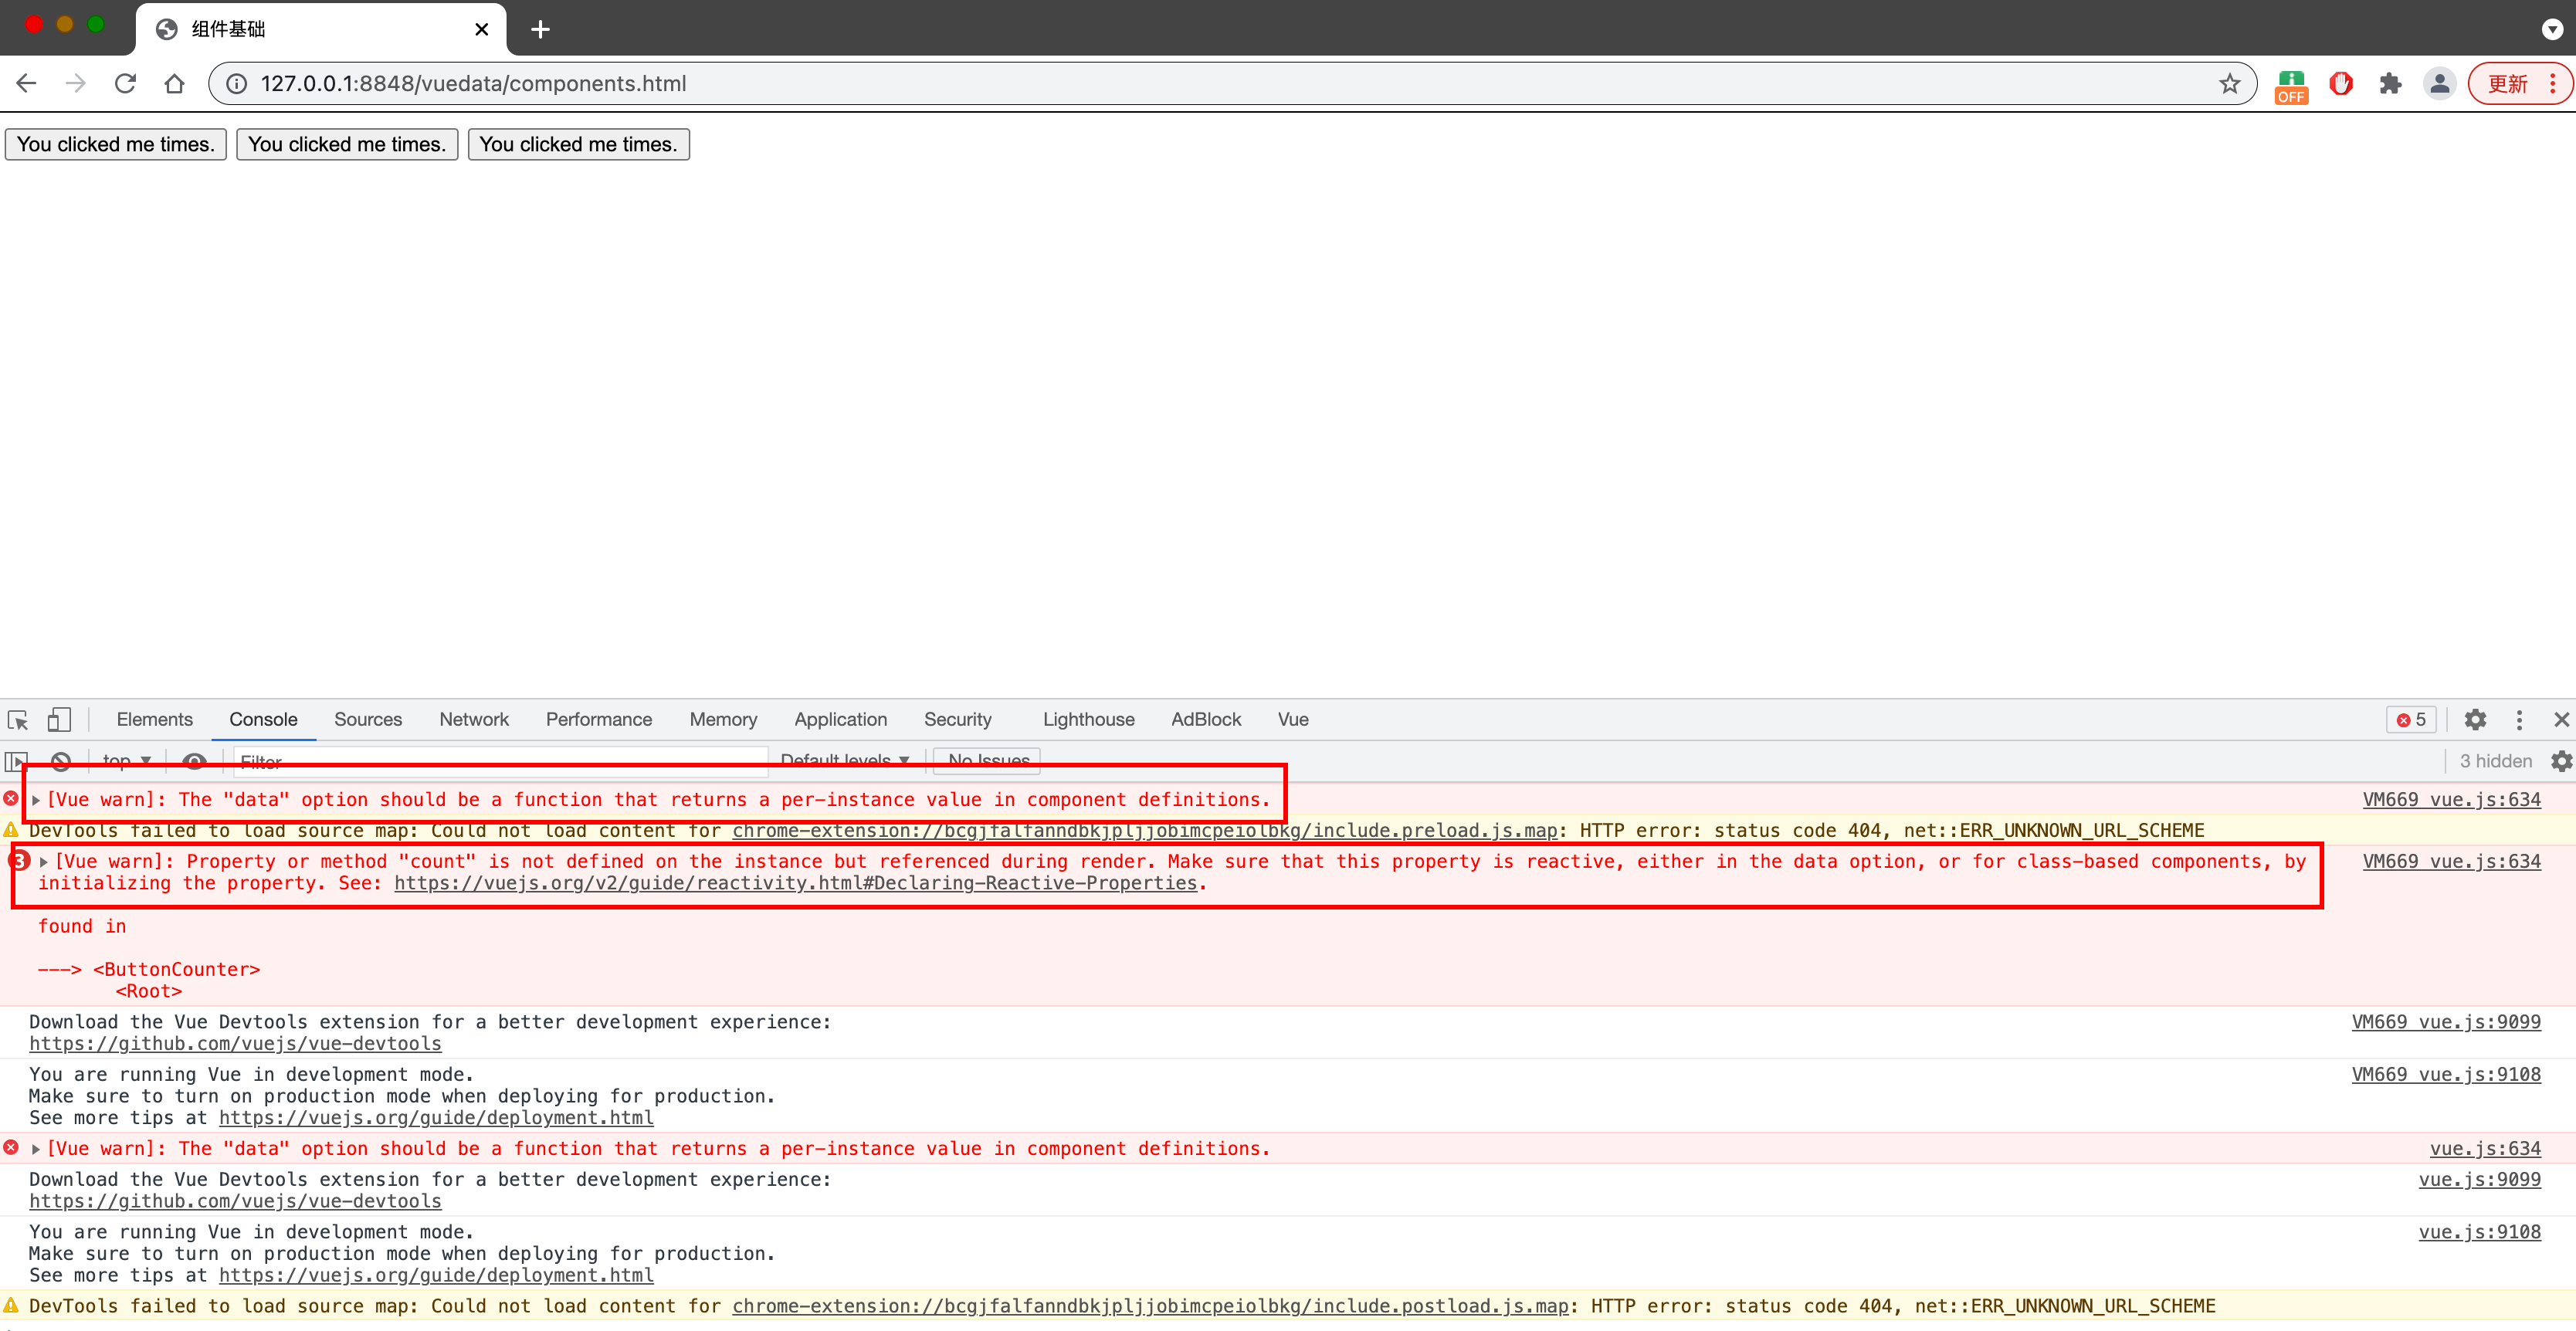 组件基础
127.0.0.1:8848/vuedata/components.html
OFF
更新
You clicked me times. You clicked me times. You clicked me times.
Elements Console Sources Network Performance Memory Application Security Lighthouse AdBlock Vue 5
top Filter Default levels No Issues 3 hidden
[Vue warn]: The "data" option should be a function that returns a per-instance value in component definitions. VM669 vue.js:634
DevTools failed to load source map: Could not load content for chrome-extension://bcgjfalfanndbkjpljjobimcpeiolbkg/include.preload.js.map: HTTP error: status code 404, net::ERR_UNKNOWN_URL_SCHEME
3 [Vue warn]: Property or method "count" is not defined on the instance but referenced during render. Make sure that this property is reactive, either in the data option, or for class-based components, by VM669 vue.js:634
initializing the property. See: https://vuejs.org/v2/guide/reactivity.html#Declaring-Reactive-Properties.
found in
---> <ButtonCounter>
<Root>
Download the Vue Devtools extension for a better development experience: VM669 vue.js:9099
https://github.com/vuejs/vue-devtools
You are running Vue in development mode. VM669 vue.js:9108
Make sure to turn on production mode when deploying for production.
See more tips at https://vuejs.org/guide/deployment.html
[Vue warn]: The "data" option should be a function that returns a per-instance value in component definitions. vue.js:634
Download the Vue Devtools extension for a better development experience: vue.js:9099
https://github.com/vuejs/vue-devtools
You are running Vue in development mode. vue.js:9108
Make sure to turn on production mode when deploying for production.
See more tips at https://vuejs.org/guide/deployment.html
DevTools failed to load source map: Could not load content for chrome-extension://bcgjfalfanndbkjpljjobimcpeiolbkg/include.postload.js.map: HTTP error: status code 404, net::ERR_UNKNOWN_URL_SCHEME